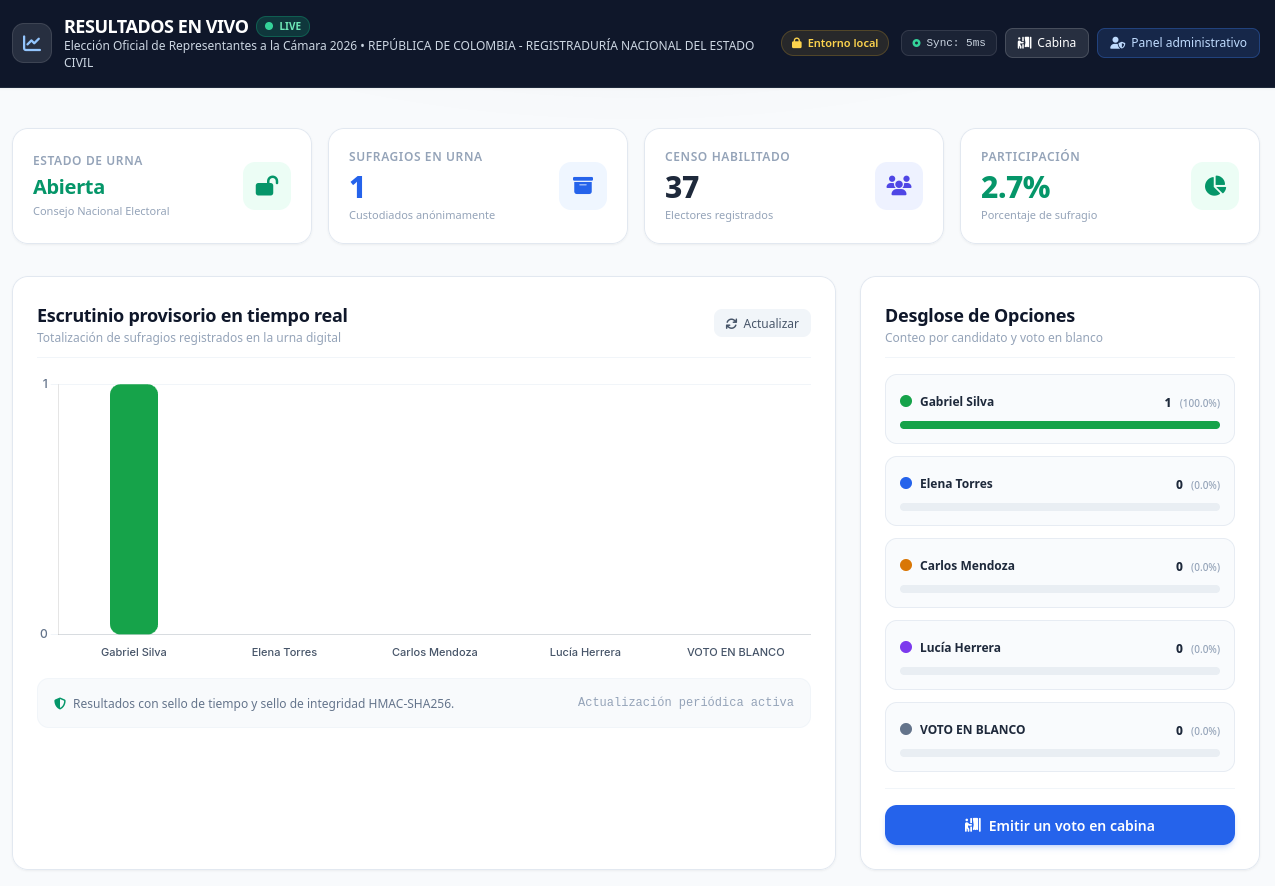 RESULTADOS EN VIVO
LIVE
Elección Oficial de Representantes a la Cámara 2026 • REPÚBLICA DE COLOMBIA - REGISTRADURÍA NACIONAL DEL ESTADO
CIVIL
Entorno local
Sync: 5ms
Cabina
Panel administrativo
ESTADO DE URNA
Abierta
Consejo Nacional Electoral
SUFRAGIOS EN URNA
1
Custodiados anónimamente
CENSO HABILITADO
37
Electores registrados
PARTICIPACIÓN
2.7%
Porcentaje de sufragio
Escrutinio provisorio en tiempo real
Totalización de sufragios registrados en la urna digital
Actualizar
1
0
Gabriel Silva
Elena Torres
Carlos Mendoza
Lucía Herrera
VOTO EN BLANCO
Resultados con sello de tiempo y sello de integridad HMAC-SHA256.
Actualización periódica activa
Desglose de Opciones
Conteo por candidato y voto en blanco
Gabriel Silva 1 (100.0%)
Elena Torres 0 (0.0%)
Carlos Mendoza 0 (0.0%)
Lucía Herrera 0 (0.0%)
VOTO EN BLANCO 0 (0.0%)
Emitir un voto en cabina